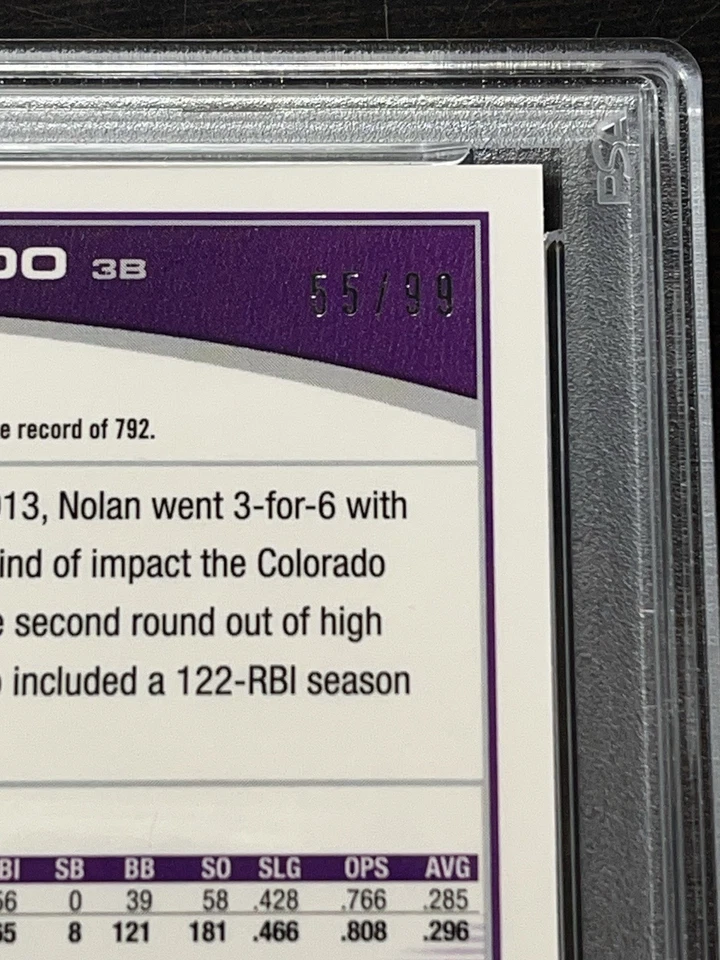 PSA
DO 3B
55/99
e record of 792.
13, Nolan went 3-for-6 with
ind of impact the Colorado
e second round out of high
included a 122-RBI season
BI SB BB SO SLG OPS AVG
56 0 39 58 .428 .766 .285
65 8 121 181 .466 .808 .296